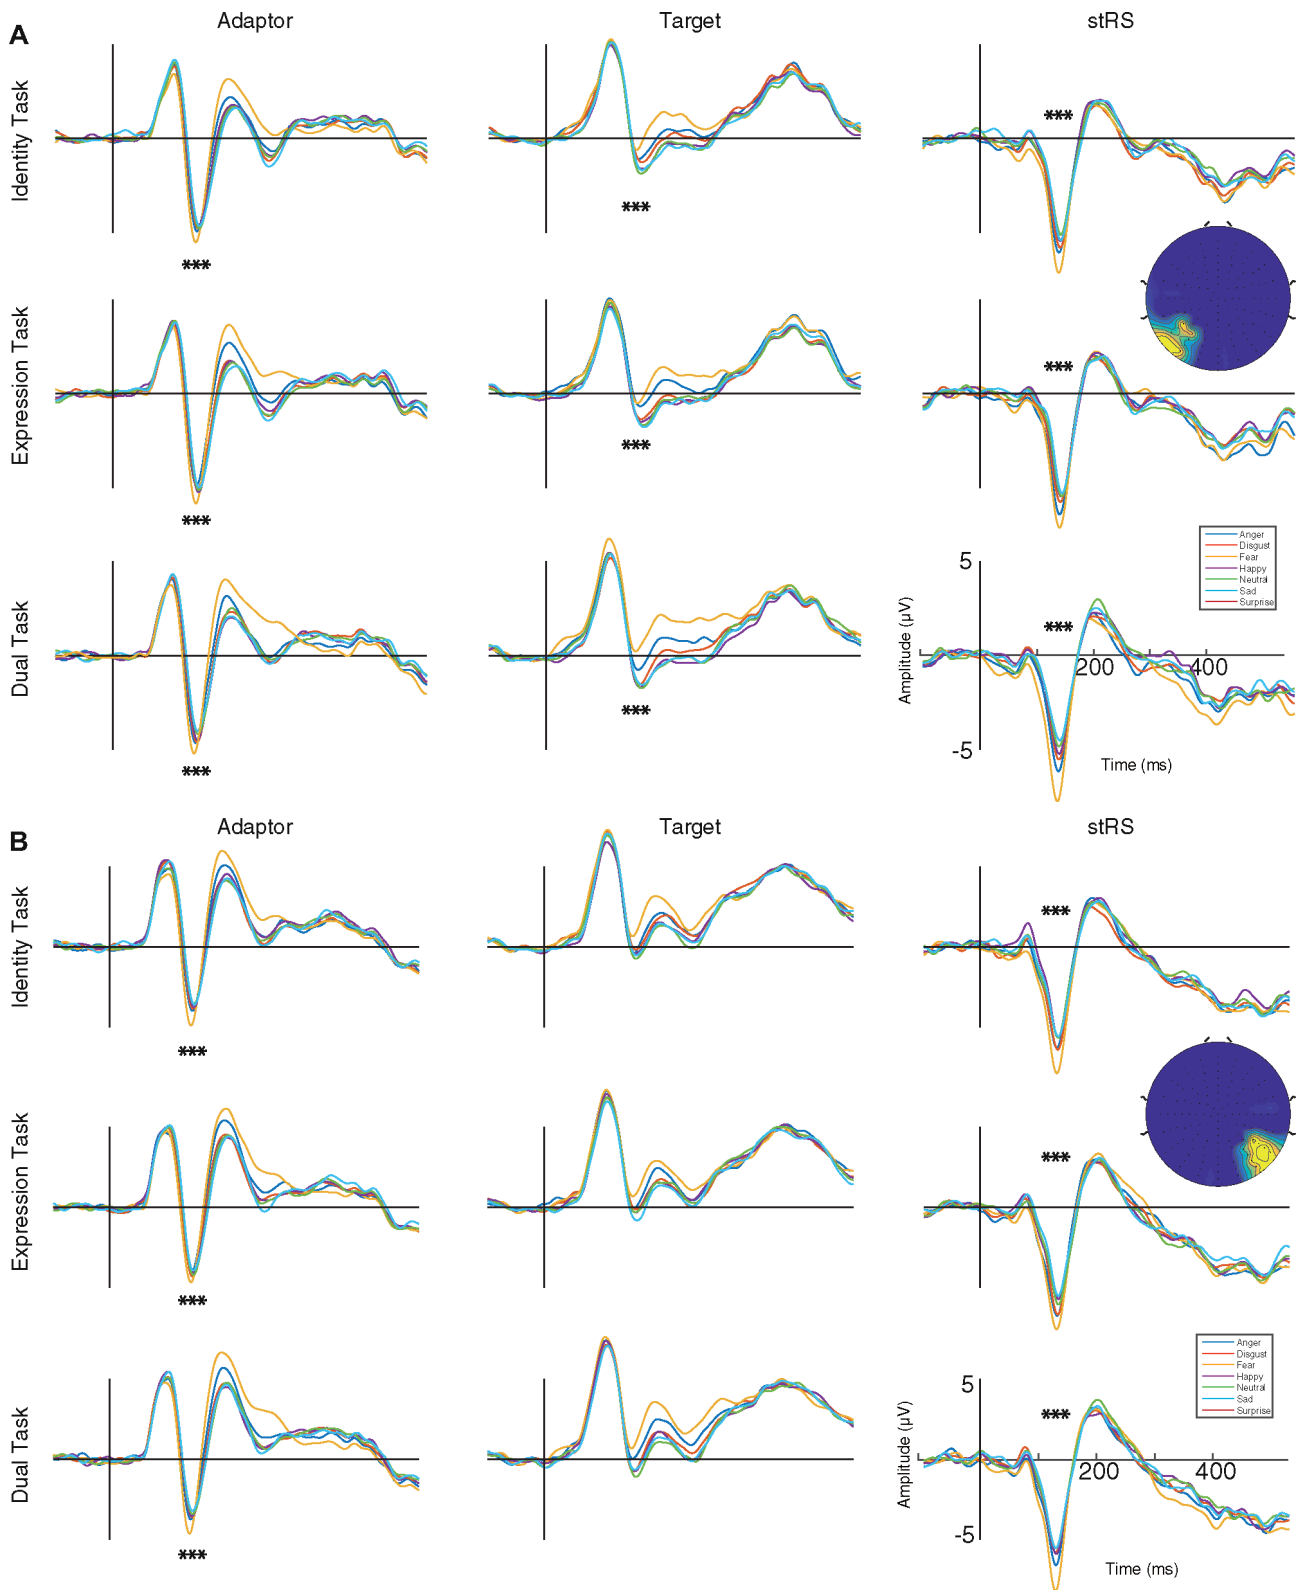 A
Adaptor
Target
stRS
Identity Task
***
***
***
Expression Task
***
***
***
Anger
Disgust
Fear
Happy
Neutral
Sad
Surprise
Dual Task
5
Amplitude (µV)
***
200
400
-5
Time (ms)
***
***
B
Adaptor
Target
stRS
Identity Task
***
***
Expression Task
***
***
Anger
Disgust
Fear
Happy
Neutral
Sad
Surprise
Dual Task
5
Amplitude (µV)
***
200
400
-5
Time (ms)
***